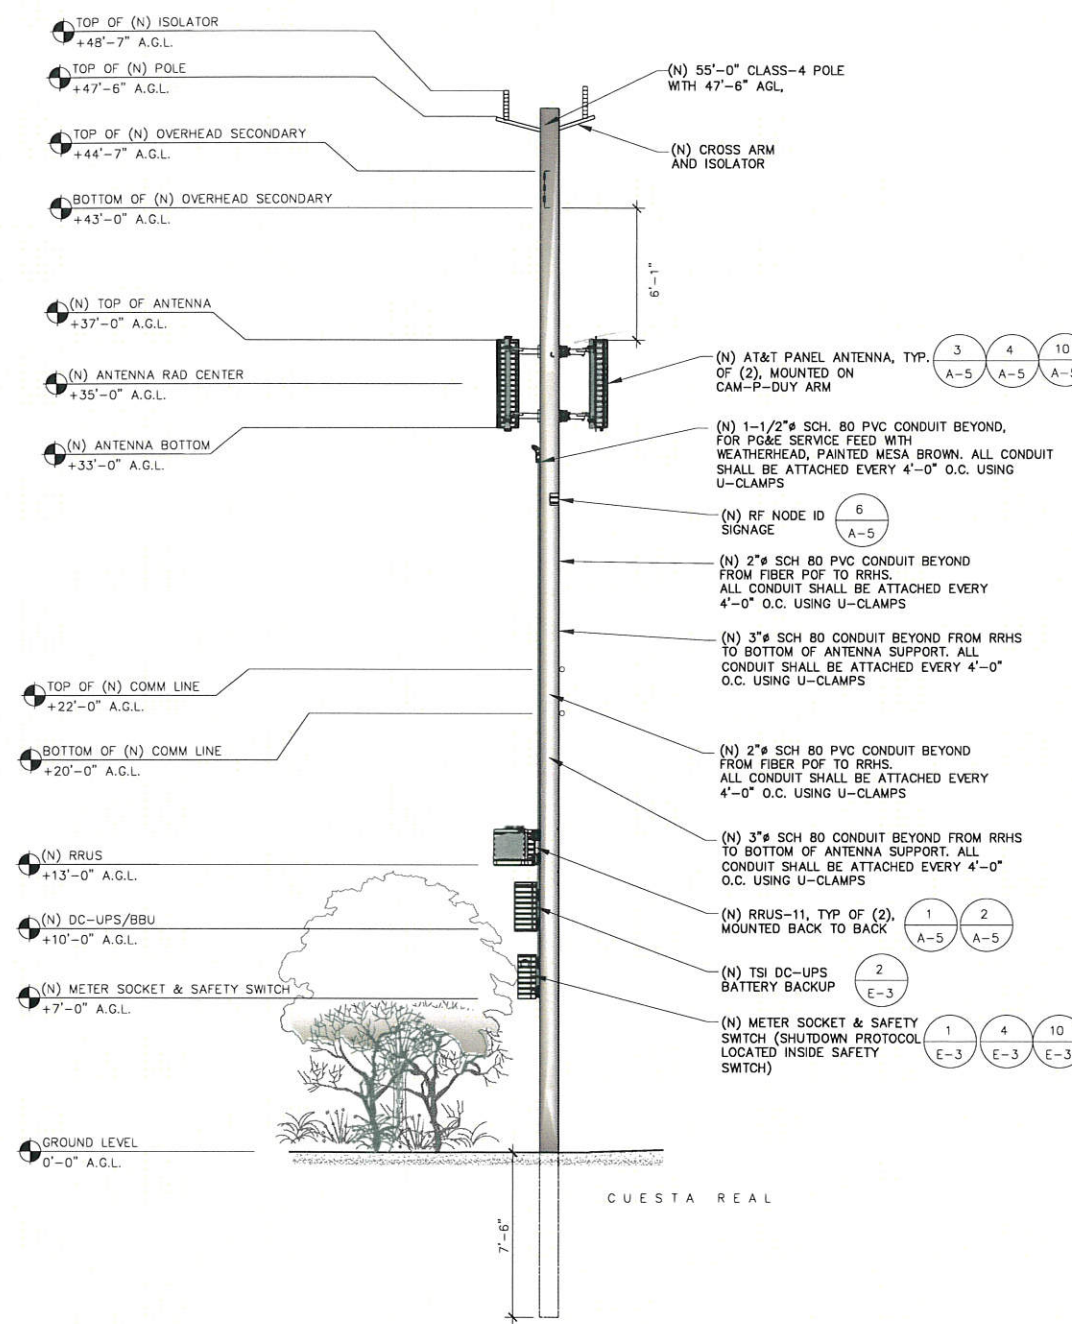 TOP OF (N) ISOLATOR
+48'-7" A.G.L.
TOP OF (N) POLE
+47'-6" A.G.L.
TOP OF (N) OVERHEAD SECONDARY
+44'-7" A.G.L.
BOTTOM OF (N) OVERHEAD SECONDARY
+43'-0" A.G.L.
(N) TOP OF ANTENNA
+37'-0" A.G.L.
(N) ANTENNA RAD CENTER
+35'-0" A.G.L.
(N) ANTENNA BOTTOM
+33'-0" A.G.L.
TOP OF (N) COMM LINE
+22'-0" A.G.L.
BOTTOM OF (N) COMM LINE
+20'-0" A.G.L.
(N) RRUS
+13'-0" A.G.L.
(N) DC-UPS/BBU
+10'-0" A.G.L.
(N) METER SOCKET & SAFETY SWITCH
+7'-0" A.G.L.
GROUND LEVEL
0'-0" A.G.L.
6'-1"
7'-6"
CUESTA REAL
(N) 55'-0" CLASS-4 POLE
WITH 47'-6" AGL,
(N) CROSS ARM
AND ISOLATOR
(N) AT&T PANEL ANTENNA, TYP.
OF (2), MOUNTED ON
CAM-P-DUY ARM
3
A-5
4
A-5
10
A-5
(N) 1-1/2"ø SCH. 80 PVC CONDUIT BEYOND,
FOR PG&E SERVICE FEED WITH
WEATHERHEAD, PAINTED MESA BROWN. ALL CONDUIT
SHALL BE ATTACHED EVERY 4'-0" O.C. USING
U-CLAMPS
(N) RF NODE ID
SIGNAGE
6
A-5
(N) 2"ø SCH 80 PVC CONDUIT BEYOND
FROM FIBER POF TO RRHS.
ALL CONDUIT SHALL BE ATTACHED EVERY
4'-0" O.C. USING U-CLAMPS
(N) 3"ø SCH 80 CONDUIT BEYOND FROM RRHS
TO BOTTOM OF ANTENNA SUPPORT. ALL
CONDUIT SHALL BE ATTACHED EVERY 4'-0"
O.C. USING U-CLAMPS
(N) 2"ø SCH 80 PVC CONDUIT BEYOND
FROM FIBER POF TO RRHS.
ALL CONDUIT SHALL BE ATTACHED EVERY
4'-0" O.C. USING U-CLAMPS
(N) 3"ø SCH 80 CONDUIT BEYOND FROM RRHS
TO BOTTOM OF ANTENNA SUPPORT. ALL
CONDUIT SHALL BE ATTACHED EVERY 4'-0"
O.C. USING U-CLAMPS
(N) RRUS-11, TYP OF (2),
MOUNTED BACK TO BACK
1
A-5
2
A-5
(N) TSI DC-UPS
BATTERY BACKUP
2
E-3
(N) METER SOCKET & SAFETY
SWITCH (SHUTDOWN PROTOCOL
LOCATED INSIDE SAFETY
SWITCH)
1
E-3
4
E-3
10
E-3